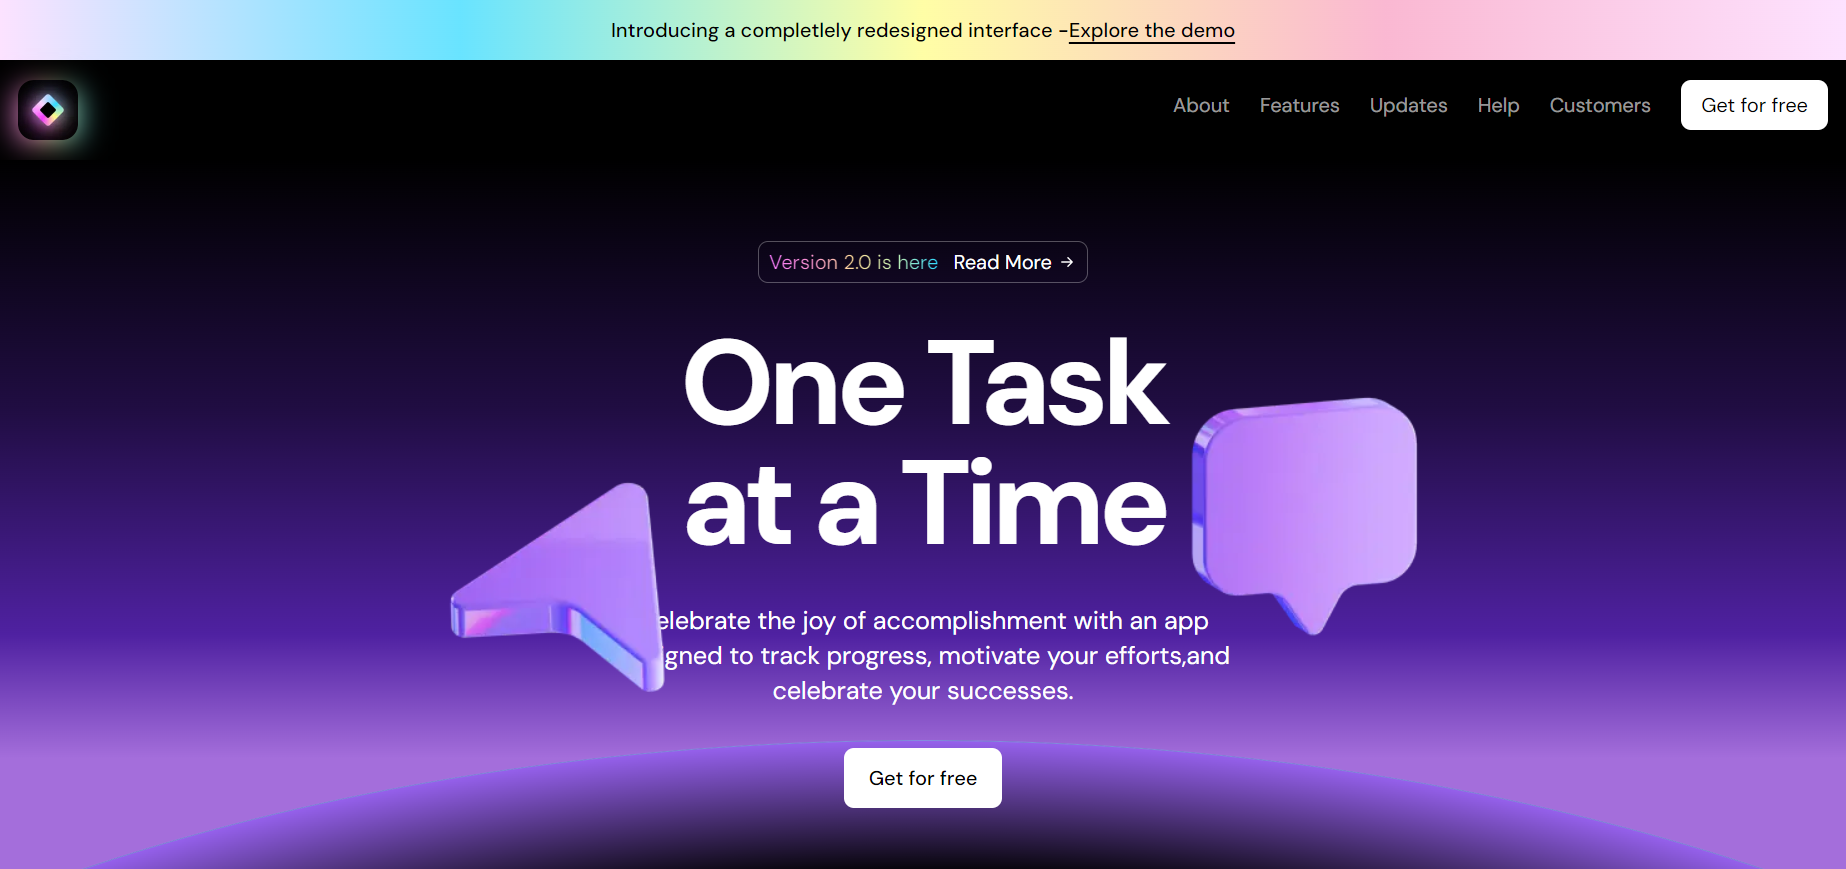 Introducing a completlely redesigned interface -Explore the demo
About Features Updates Help Customers Get for free
Version 2.0 is here Read More →
One Task
at a Time
elebrate the joy of accomplishment with an app
igned to track progress, motivate your efforts,and
celebrate your successes.
Get for free